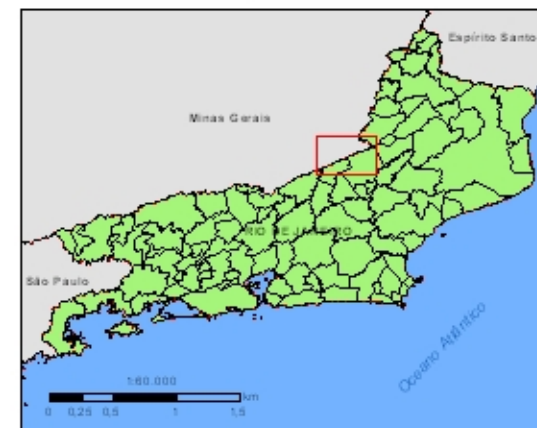 Espírito Santo
Minas Gerais
RIO DE JANEIRO
São Paulo
Oceano Atlântico
1:60.000
km
0 0,25 0,5 1 1,5